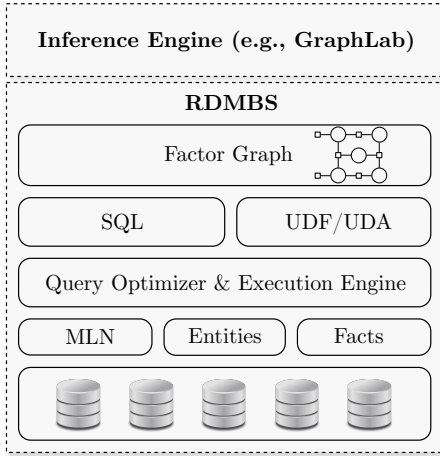 Inference Engine (e.g., GraphLab)
RDMBS
Factor Graph
SQL
UDF/UDA
Query Optimizer & Execution Engine
MLN
Entities
Facts